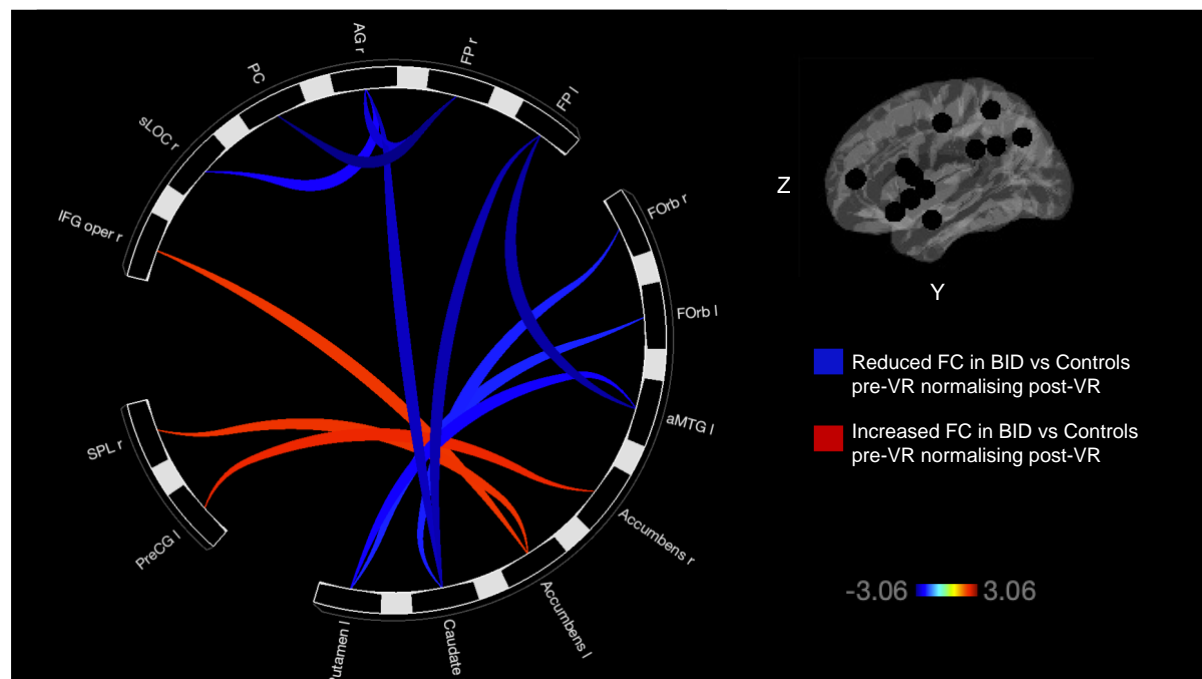 AG r
FP r
PC
FP l
sLOC r
IFG oper r
FOrb r
FOrb l
aMTG l
SPL r
PreCG l
Accumbens r
Accumbens l
Caudate
Putamen l
Z
Y
Reduced FC in BID vs Controls
pre-VR normalising post-VR
Increased FC in BID vs Controls
pre-VR normalising post-VR
-3.06 3.06